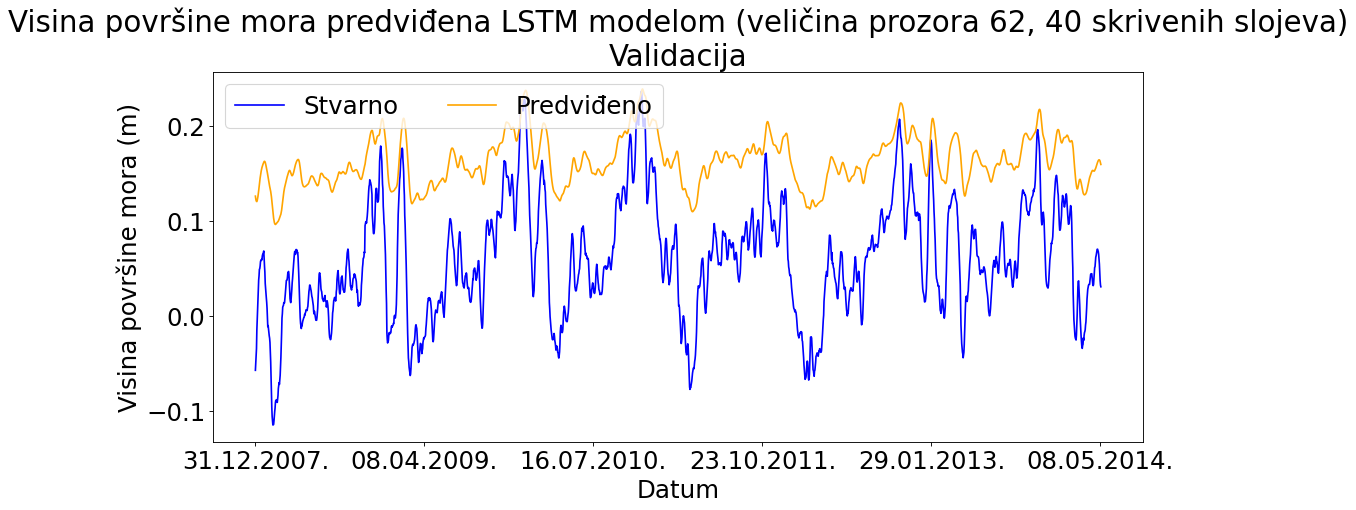 Visina površine mora predviđena LSTM modelom (veličina prozora 62, 40 skrivenih slojeva)
Validacija
Stvarno Predviđeno
Visina površine mora (m)
0.2
0.1
0.0
−0.1
31.12.2007. 08.04.2009. 16.07.2010. 23.10.2011. 29.01.2013. 08.05.2014.
Datum